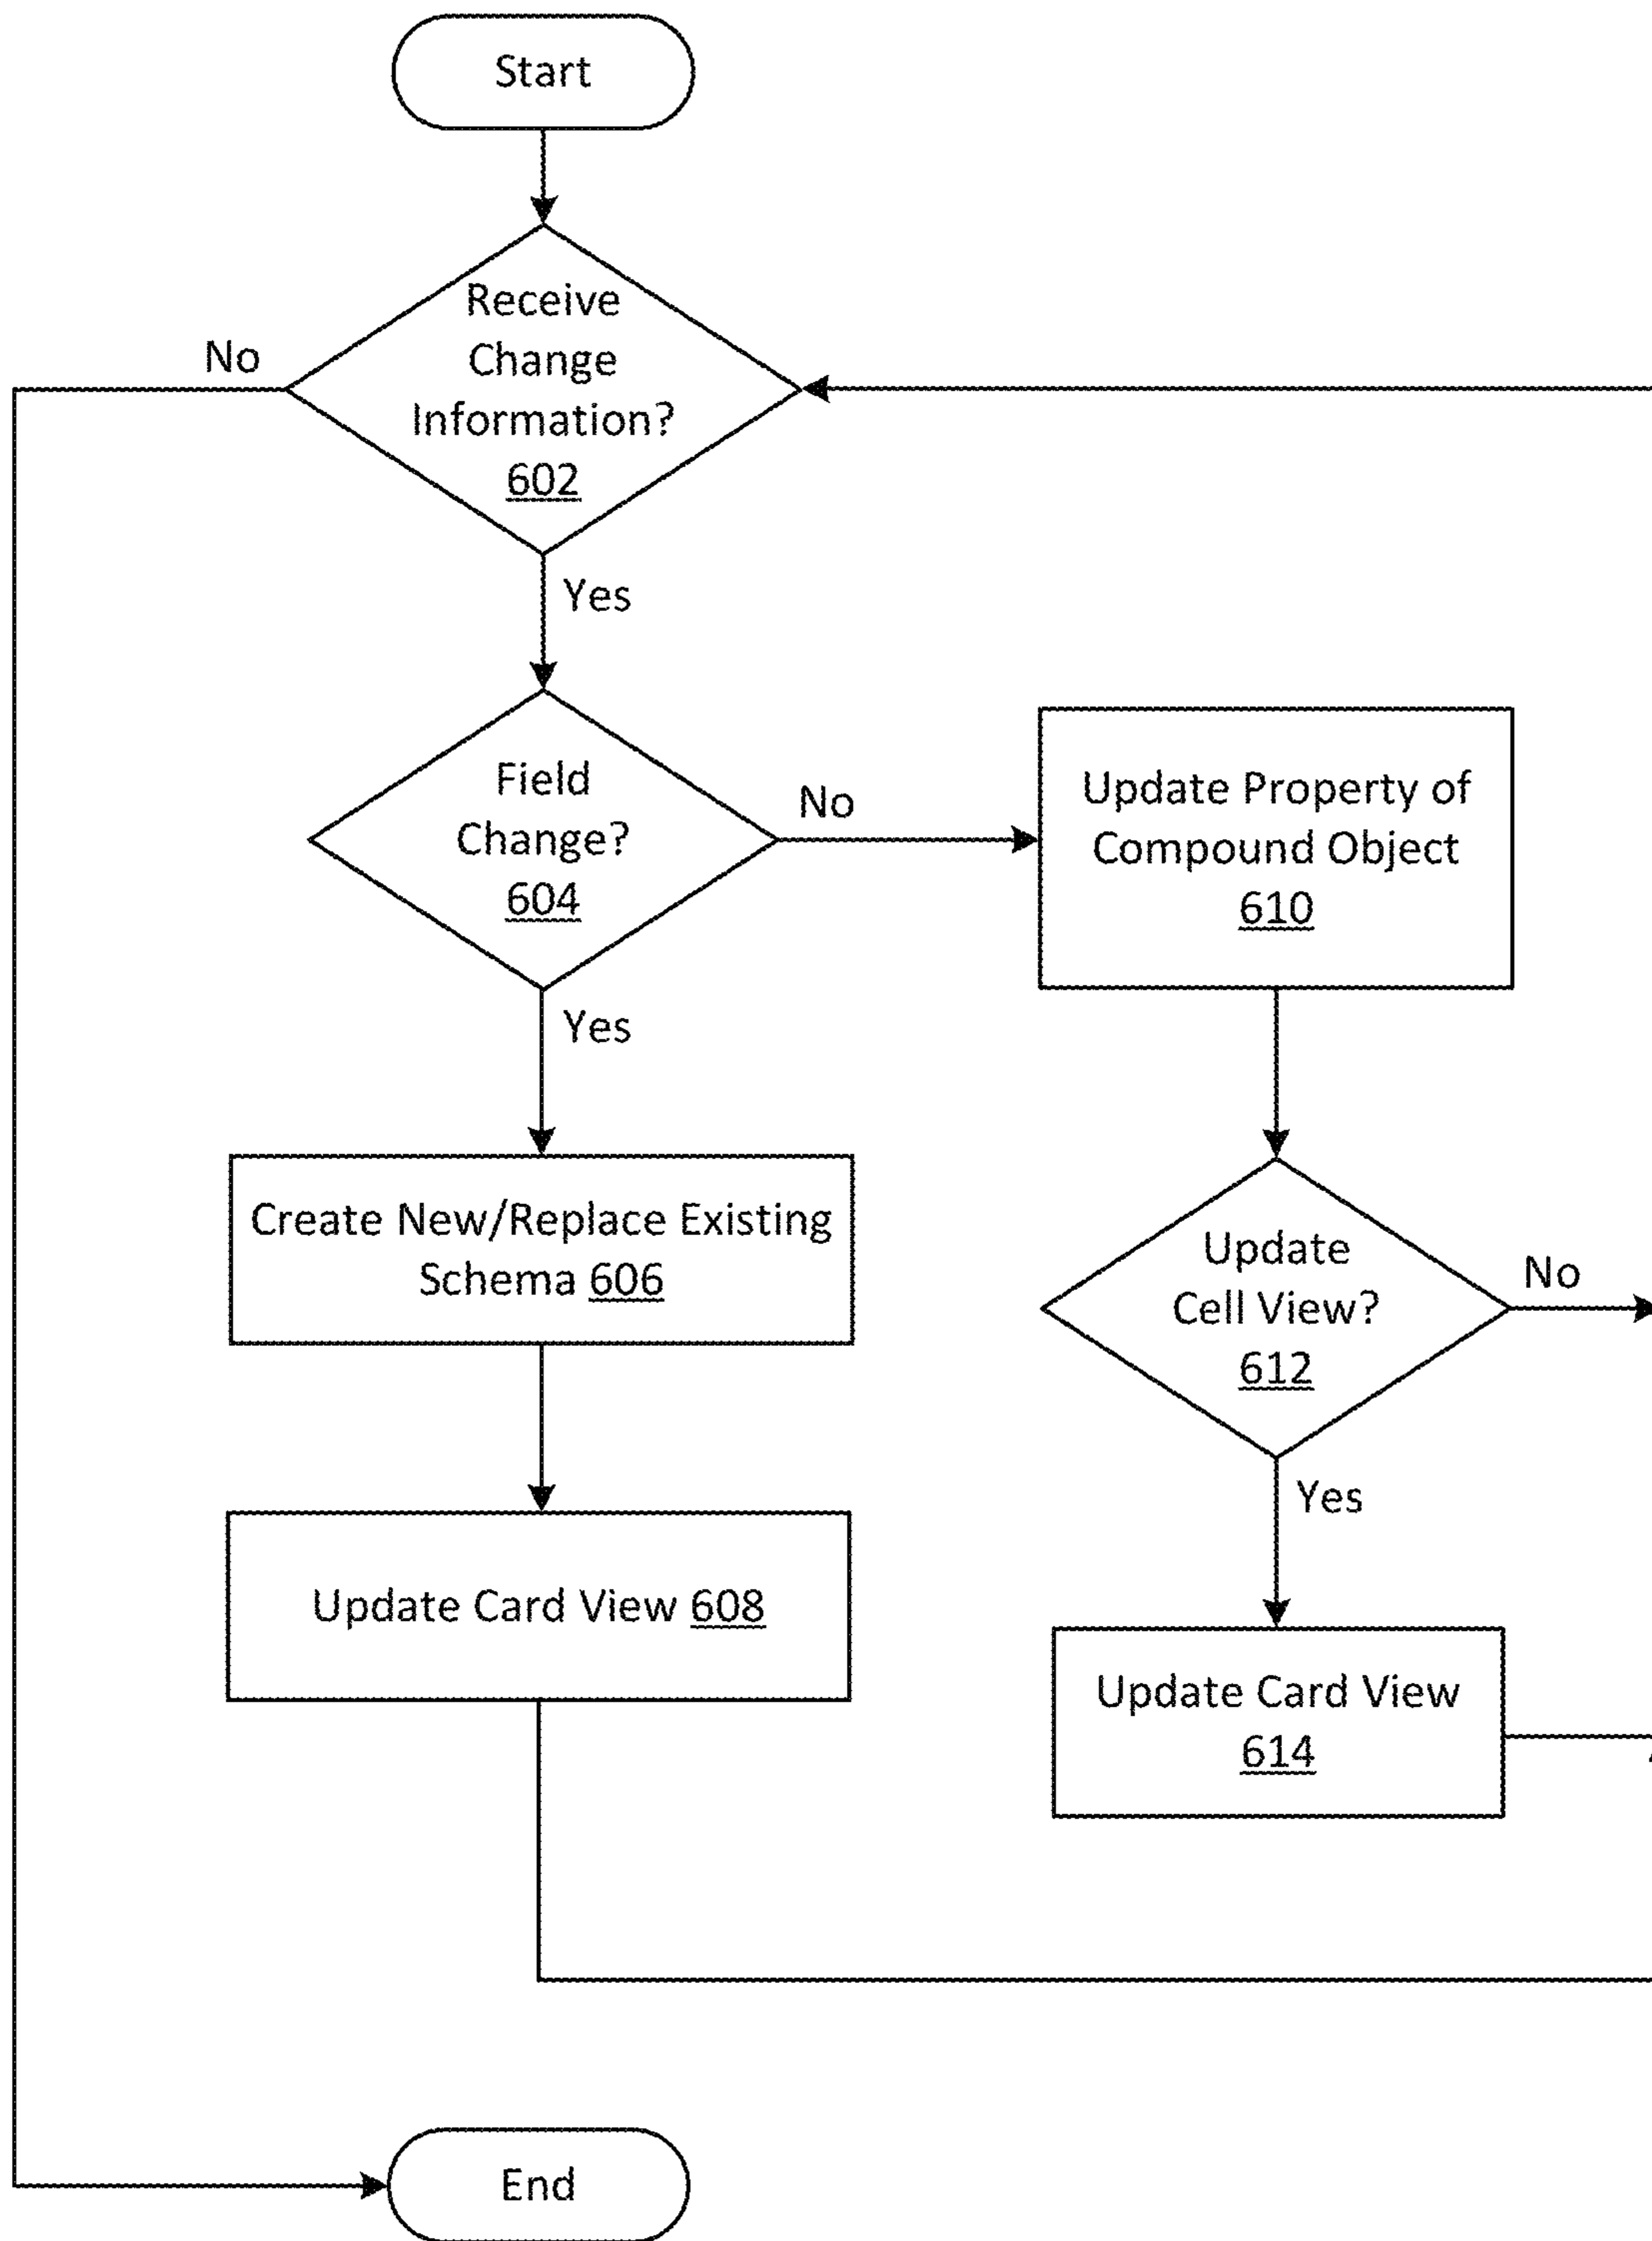 Start
Receive
Change
Information?
602
No
Yes
Field
Change?
604
No
Yes
Update Property of
Compound Object
610
Create New/Replace Existing
Schema 606
Update
Cell View?
612
No
Yes
Update Card View 608
Update Card View
614
End